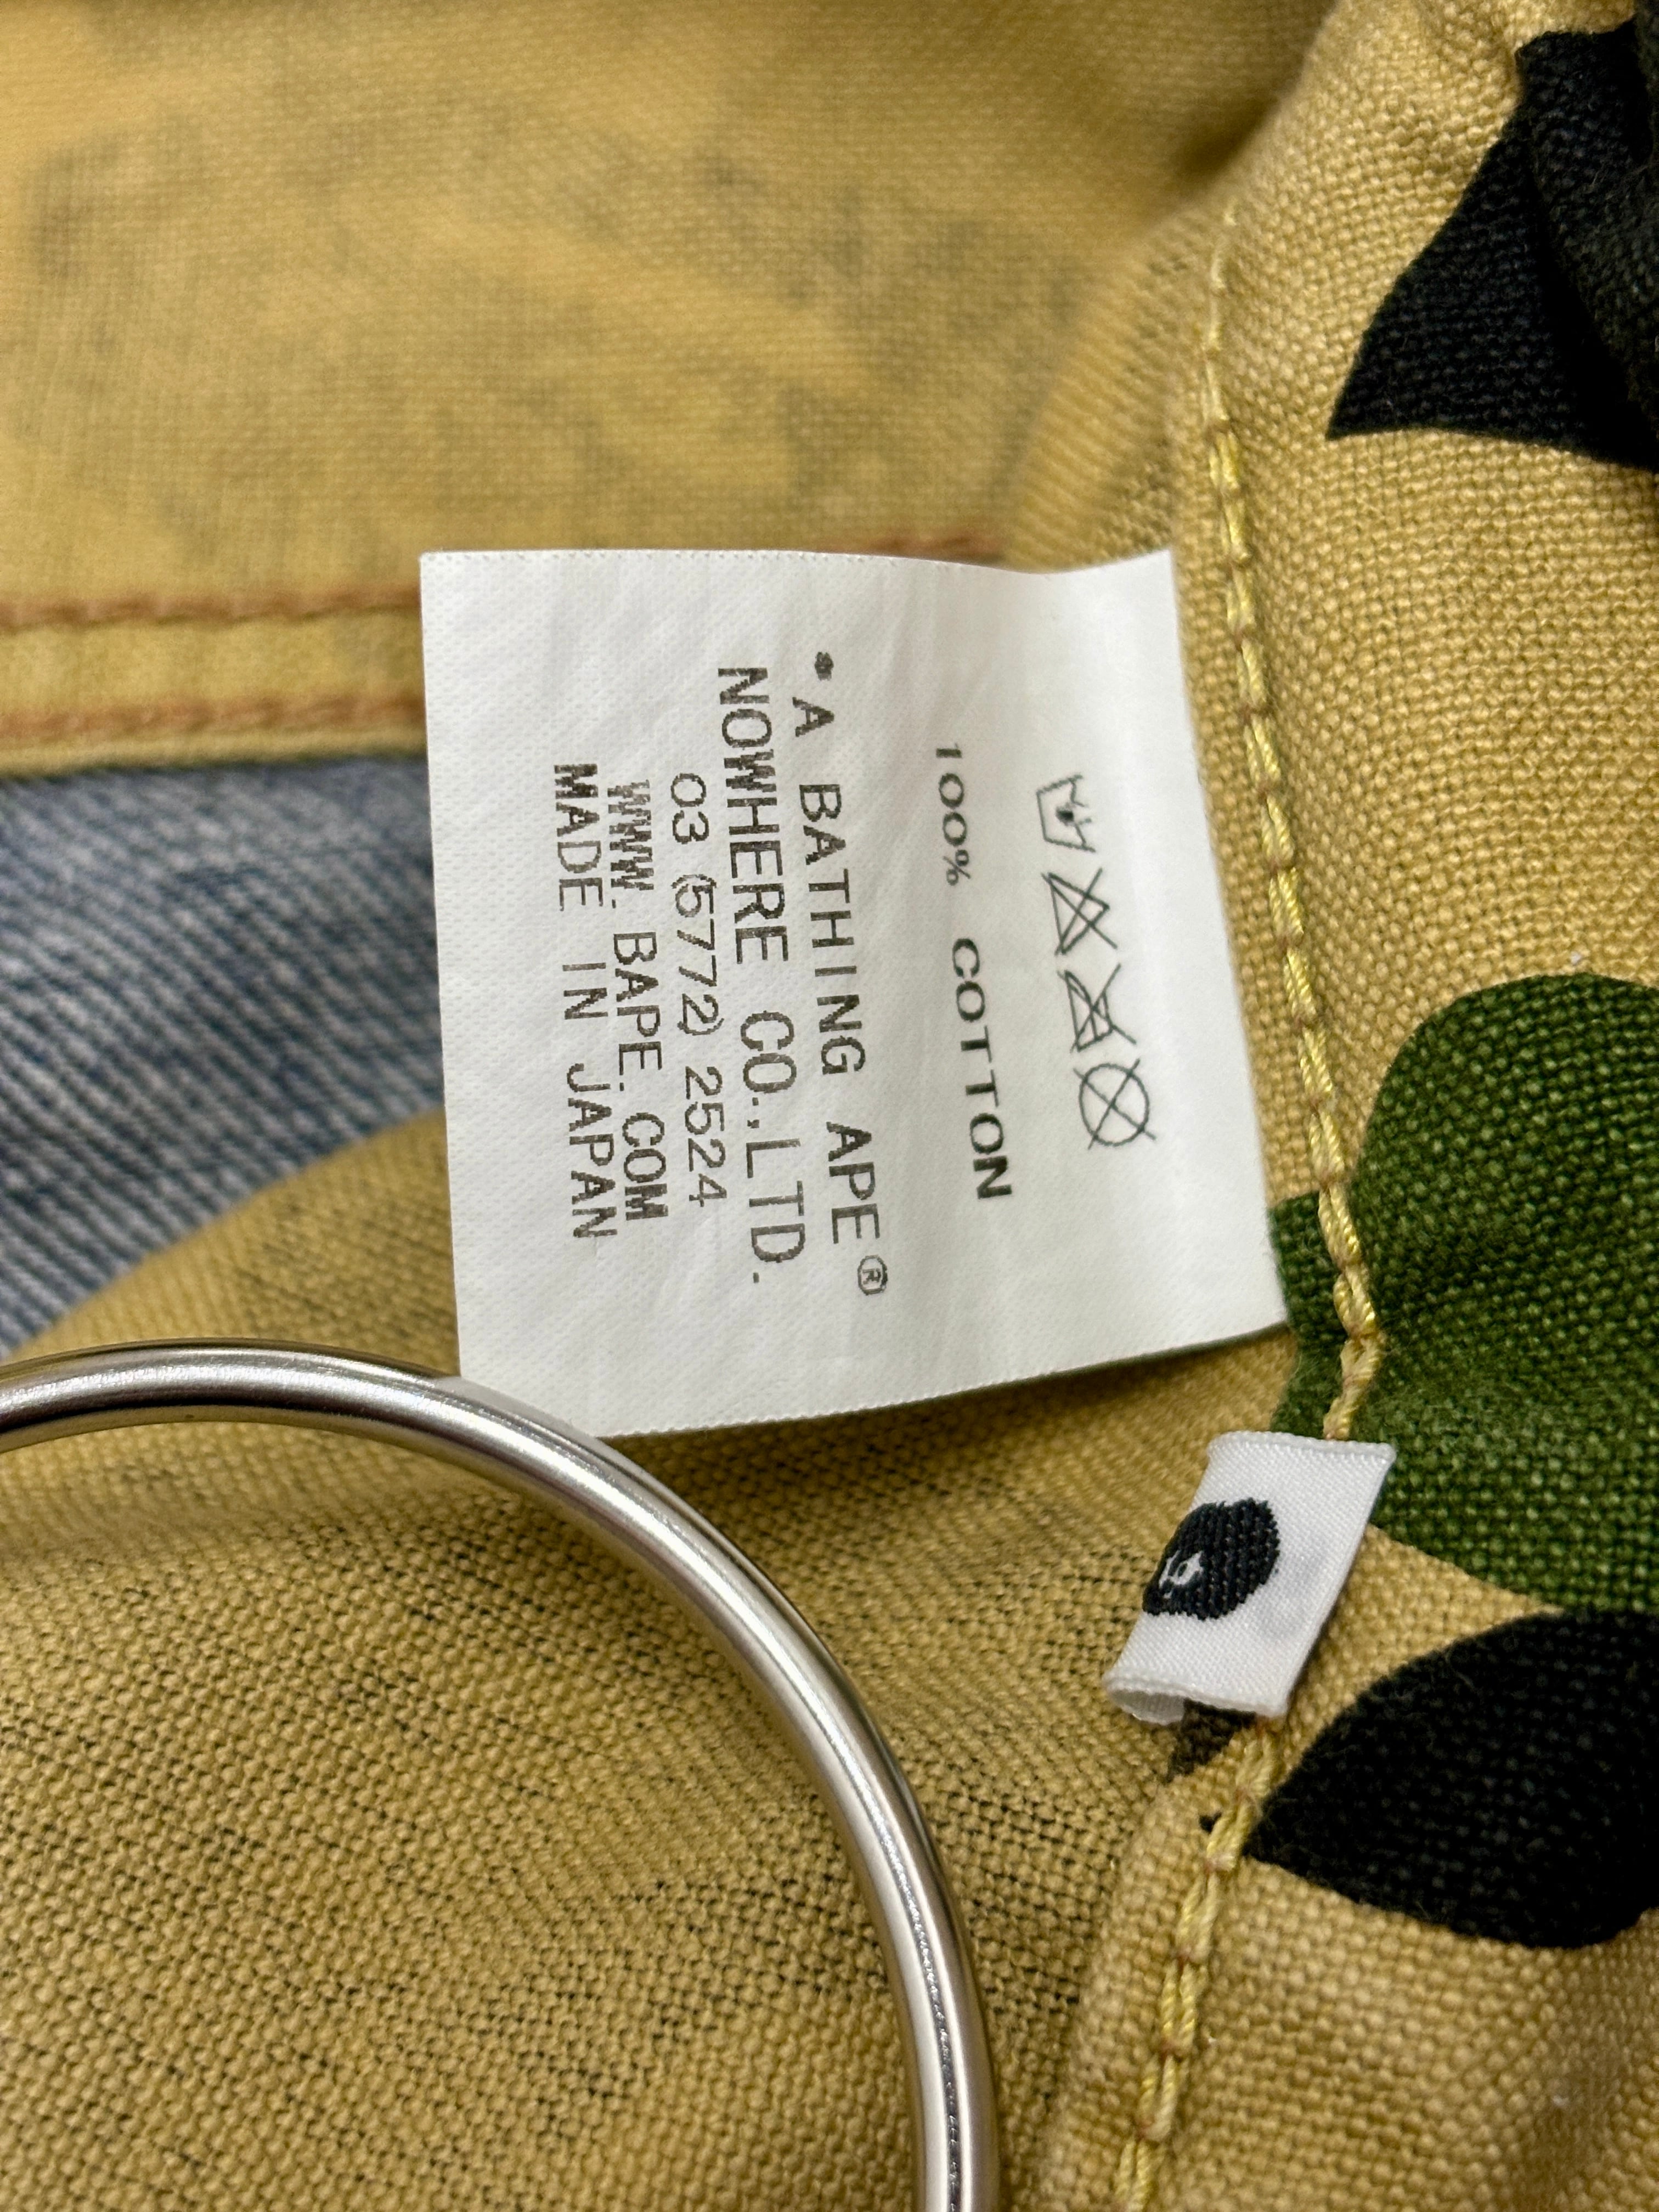 100% COTTON
*A BATHING APE®
NOWHERE CO.,LTD.
03 (5772) 2524
WWW. BAPE. COM
MADE IN JAPAN